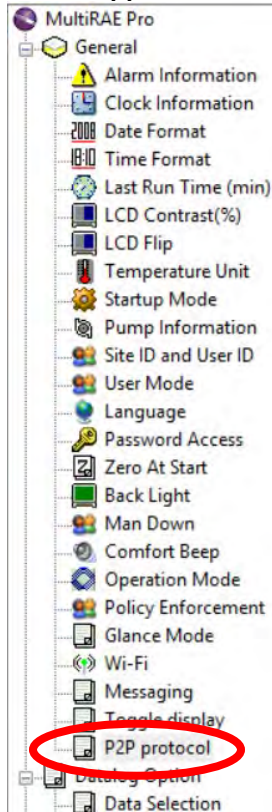 MultiRAE Pro
General
Alarm Information
Clock Information
Date Format
Time Format
Last Run Time (min)
LCD Contrast(%)
LCD Flip
Temperature Unit
Startup Mode
Pump Information
Site ID and User ID
User Mode
Language
Password Access
Zero At Start
Back Light
Man Down
Comfort Beep
Operation Mode
Policy Enforcement
Glance Mode
Wi-Fi
Messaging
Toggle display
P2P protocol
Datalog Option
Data Selection